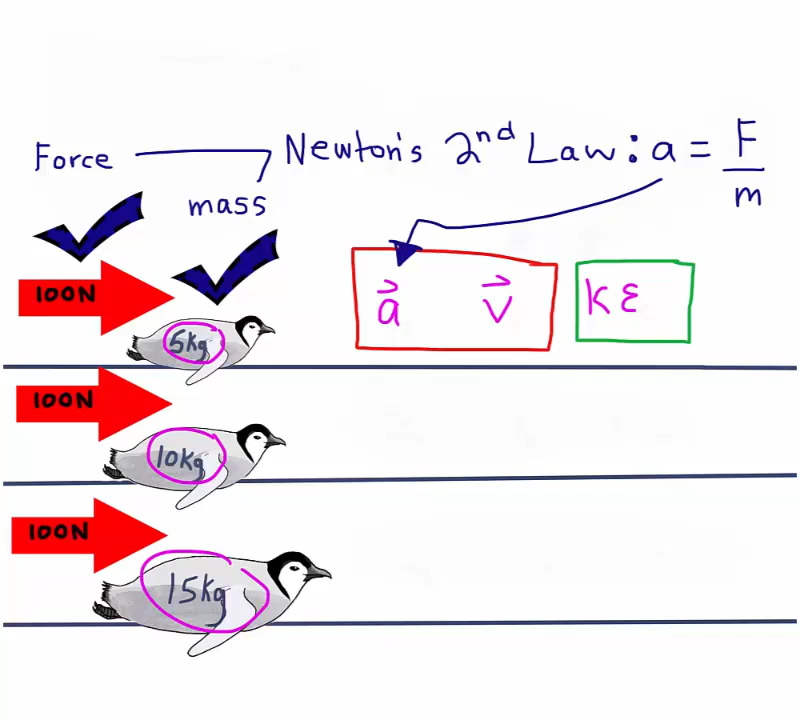 Force Newton's 2nd Law: a = F/m
mass
100N
5kg
a⃗ v⃗ KE
100N
10kg
100N
15kg